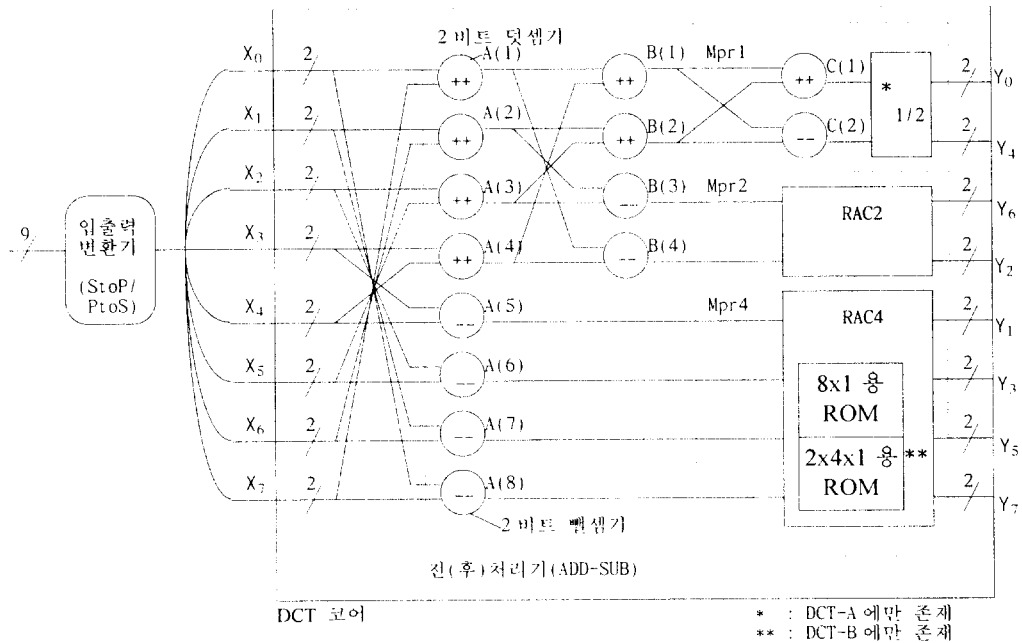 2 비트 덧셈기
X0 2 A(1) B(1) Mpr1 C(1) 2 Y0
++ ++ ++ * 1/2
X1 2 A(2) B(2) C(2) 2 Y4
++ ++ --
X2 2 A(3) B(3) Mpr2 RAC2 2 Y6
++ --
9 입출력 변환기 (StoP/ PtoS)
X3 2 A(4) B(4) 2 Y2
++ --
X4 2 A(5) Mpr4 RAC4 2 Y1
--
X5 2 A(6) 8x1 용 ROM 2 Y3
--
X6 2 A(7) 2x4x1 용 ** ROM 2 Y5
--
X7 2 A(8) 2 Y7
--
2 비트 뺄셈기
전(후)처리기(ADD-SUB)
DCT 코어
* : DCT-A 에만 존재
** : DCT-B 에만 존재